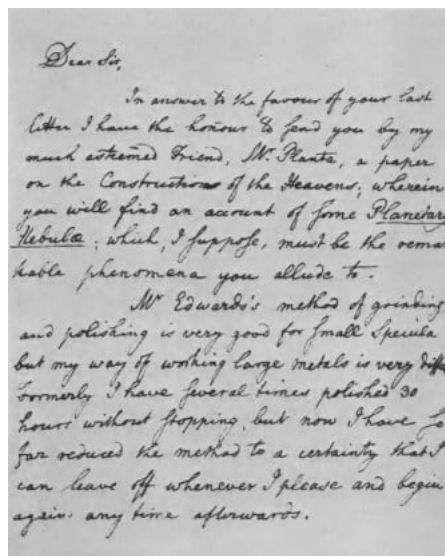 Dear Sir,
In answer to the favour of your last
letter I have the honour to send you by my
much esteemed Friend, Mr. Planta, a paper
on the Construction of the Heavens; wherein
you will find an account of some Planetary
Nebulæ; which, I suppose, must be the remar
kable phenomena you allude to.
Mr Edwards's method of grinding
and polishing is very good for small Specula
but my way of working large metals is very diffe
formerly I have several times polished 30
hours without stopping, but now I have so
far reduced the method to a certainty that I
can leave off whenever I please and begin
again any time afterwards.